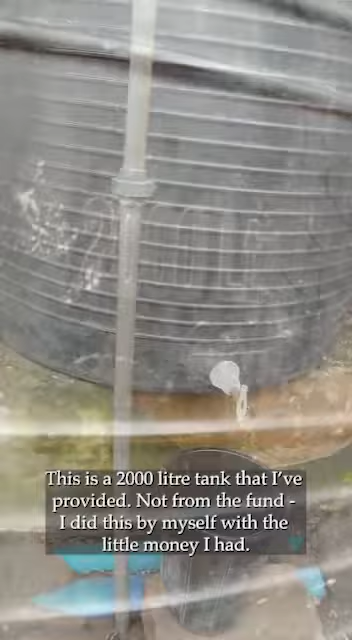 This is a 2000 litre tank that I've
provided. Not from the fund -
I did this by myself with the
little money I had.